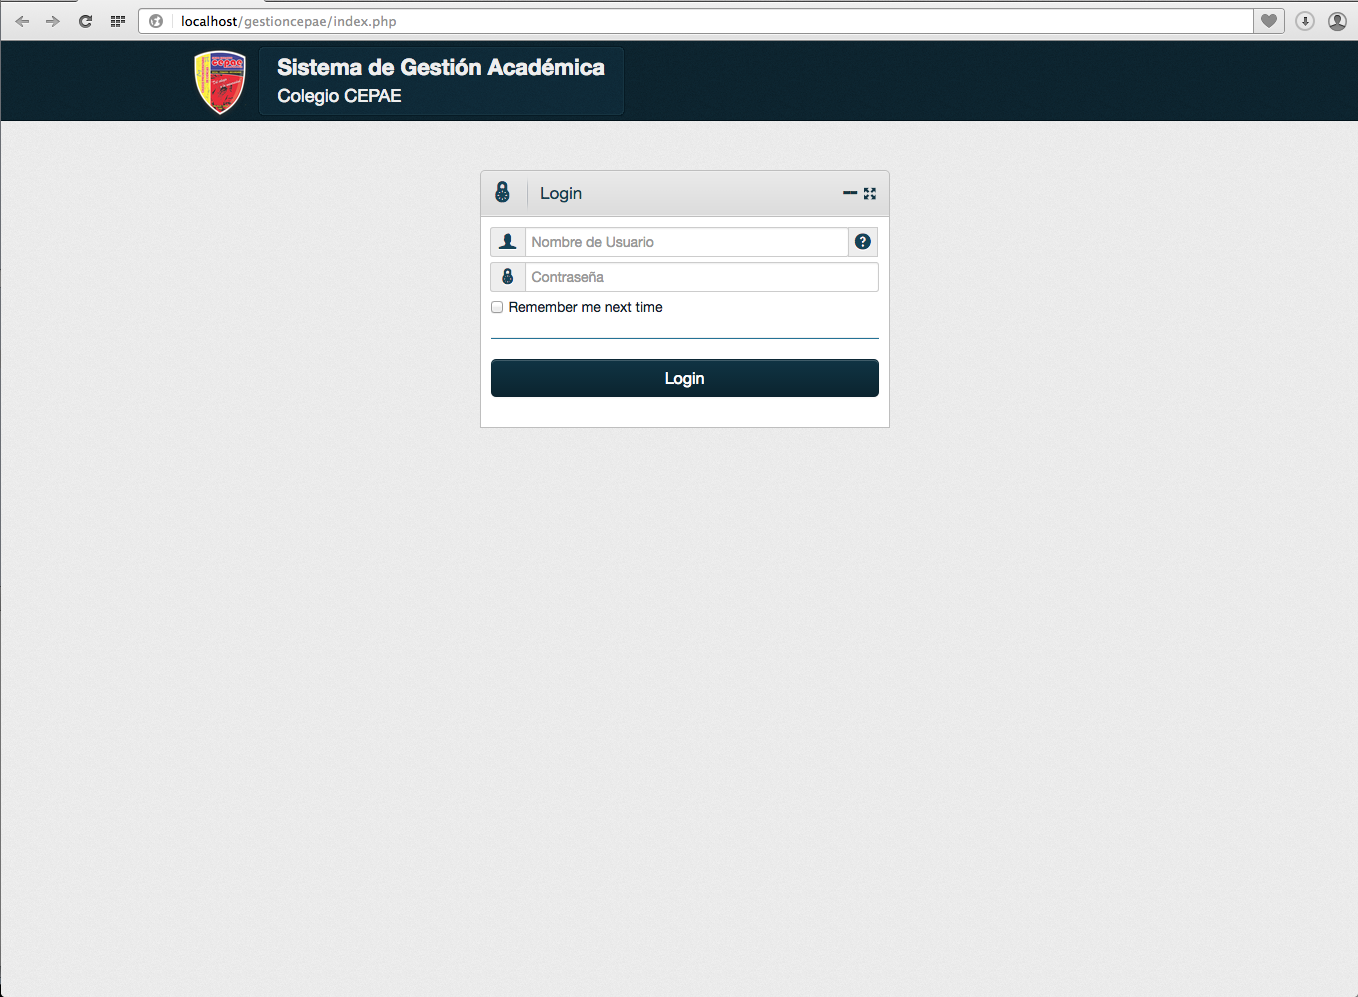 localhost/gestioncepae/index.php
cepae
Sistema de Gestión Académica
Colegio CEPAE
Login
Nombre de Usuario
Contraseña
Remember me next time
Login